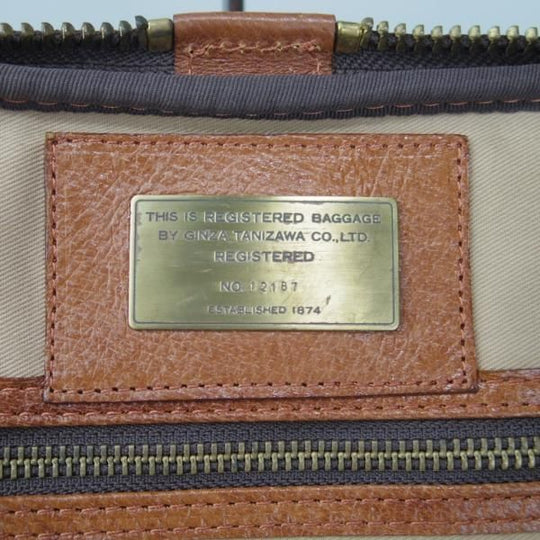 THIS IS REGISTERED BAGGAGE
BY GINZA TANIZAWA CO.,LTD.
REGISTERED
NO. 12187
ESTABLISHED 1874